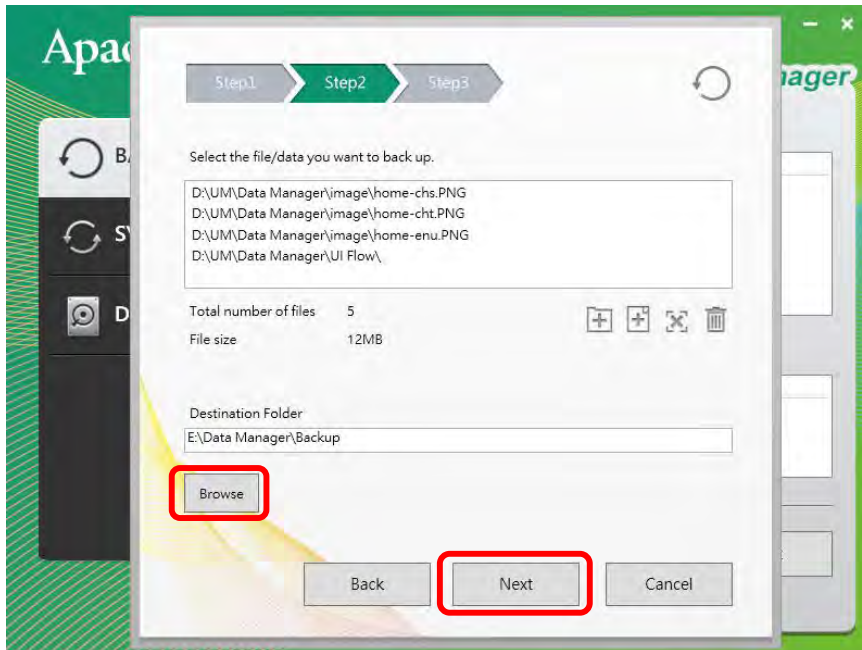 Apac
nager
Step1 Step2 Step3
Select the file/data you want to back up.
D:\UM\Data Manager\image\home-chs.PNG
D:\UM\Data Manager\image\home-cht.PNG
D:\UM\Data Manager\image\home-enu.PNG
D:\UM\Data Manager\UI Flow\
Total number of files 5
File size 12MB
Destination Folder
E:\Data Manager\Backup
Browse
Back Next Cancel